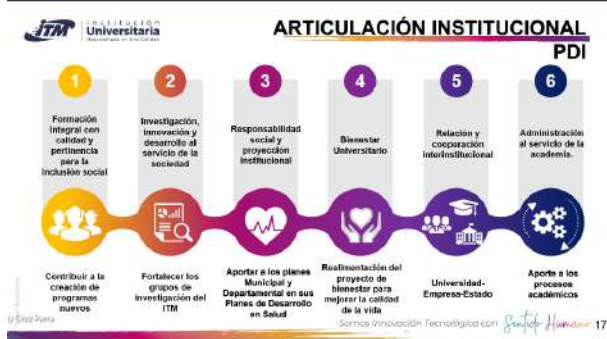 iTM
Institución
Universitaria
ARTICULACIÓN INSTITUCIONAL
PDI
1
Formación
integral con
calidad y
pertinencia
para la
inclusión social
2
Investigación,
innovación y
desarrollo al
servicio de la
sociedad
3
Responsabilidad
social y
proyección
institucional
4
Bienestar
Universitario
5
Relación y
cooperación
interinstitucional
6
Administración
al servicio de la
academia.
Contribuir a la
creación de
programas
nuevos
Fortalecer los
grupos de
investigación del
ITM
Aportar a los planes
Municipal y
Departamental en sus
Planes de Desarrollo
en Salud
Realimentación del
proyecto de
bienestar para
mejorar la calidad
de la vida
Universidad-
Empresa-Estado
Aporte a los
procesos
académicos
Somos Innovación Tecnológica con Sentido Humano 17